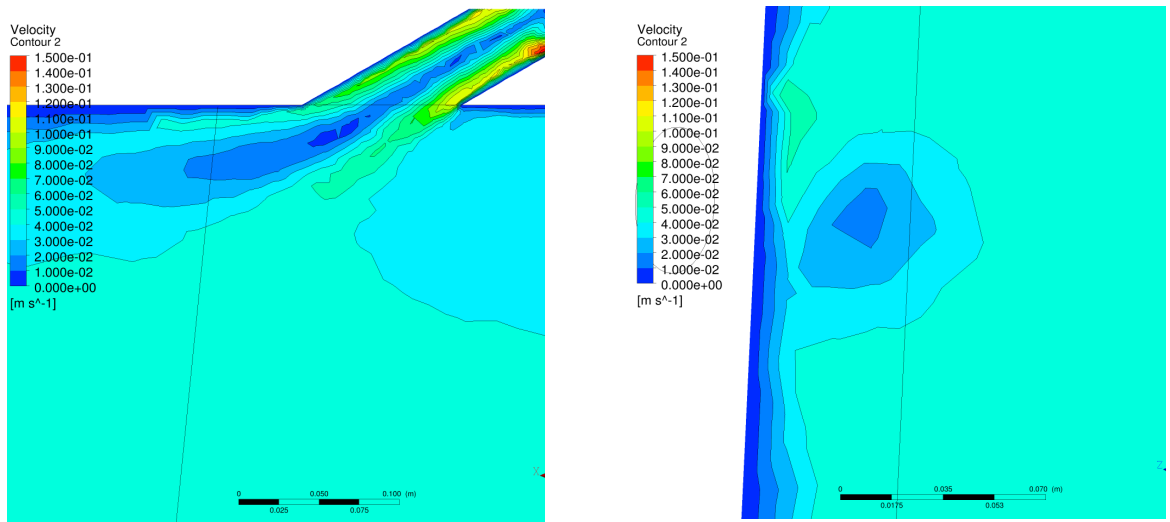 Velocity
Contour 2
1.500e-01
1.400e-01
1.300e-01
1.200e-01
1.100e-01
1.000e-01
9.000e-02
8.000e-02
7.000e-02
6.000e-02
5.000e-02
4.000e-02
3.000e-02
2.000e-02
1.000e-02
0.000e+00
[m s^-1]
X
0 0.050 0.100 (m)
0.025 0.075
Velocity
Contour 2
1.500e-01
1.400e-01
1.300e-01
1.200e-01
1.100e-01
1.000e-01
9.000e-02
8.000e-02
7.000e-02
6.000e-02
5.000e-02
4.000e-02
3.000e-02
2.000e-02
1.000e-02
0.000e+00
[m s^-1]
Z
0 0.035 0.070 (m)
0.0175 0.053